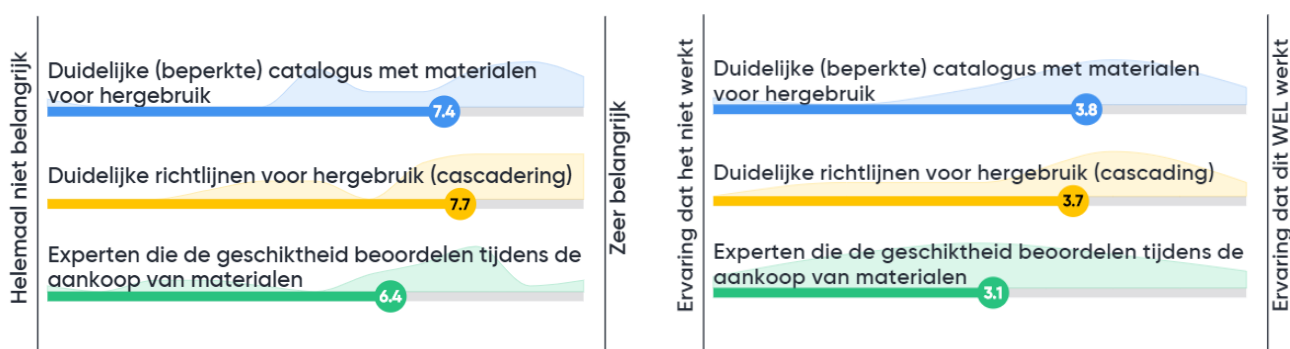 Helemaal niet belangrijk
Duidelijke (beperkte) catalogus met materialen
voor hergebruik
7.4
Duidelijke richtlijnen voor hergebruik (cascadering)
7.7
Experten die de geschiktheid beoordelen tijdens de
aankoop van materialen
6.4
Zeer belangrijk
Ervaring dat het niet werkt
Duidelijke (beperkte) catalogus met materialen
voor hergebruik
3.8
Duidelijke richtlijnen voor hergebruik (cascading)
3.7
Experten die de geschiktheid beoordelen tijdens de
aankoop van materialen
3.1
Ervaring dat dit WEL werkt